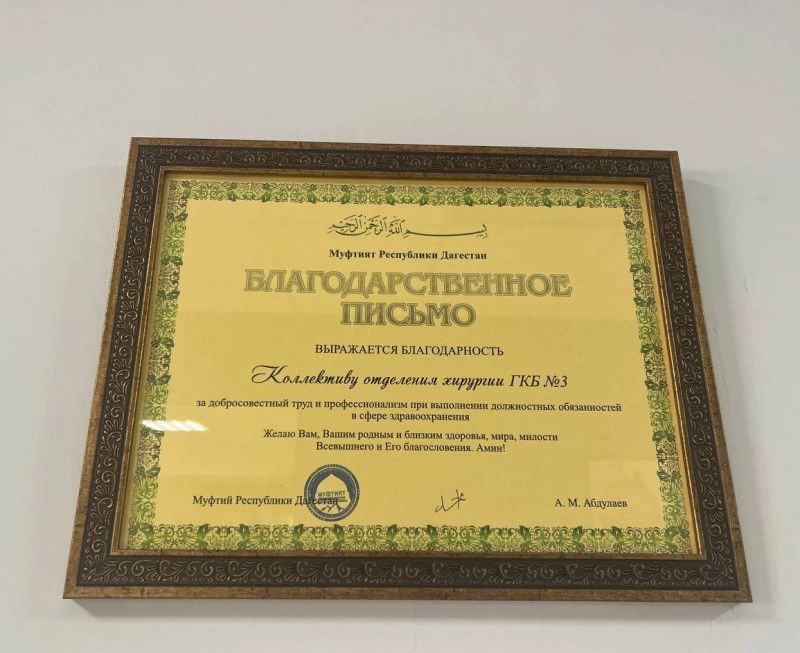 بسم الله الرحمن الرحيم
Муфтият Республики Дагестан
БЛАГОДАРСТВЕННОЕ
ПИСЬМО
ВЫРАЖАЕТСЯ БЛАГОДАРНОСТЬ
Коллективу отделения хирургии ГКБ №3
за добросовестный труд и профессионализм при выполнении должностных обязанностей
в сфере здравоохранения
Желаю Вам, Вашим родным и близким здоровья, мира, милости
Всевышнего и Его благословения. Амин!
МУФТИЯТ
Муфтий Республики Дагестан
А. М. Абдулаев